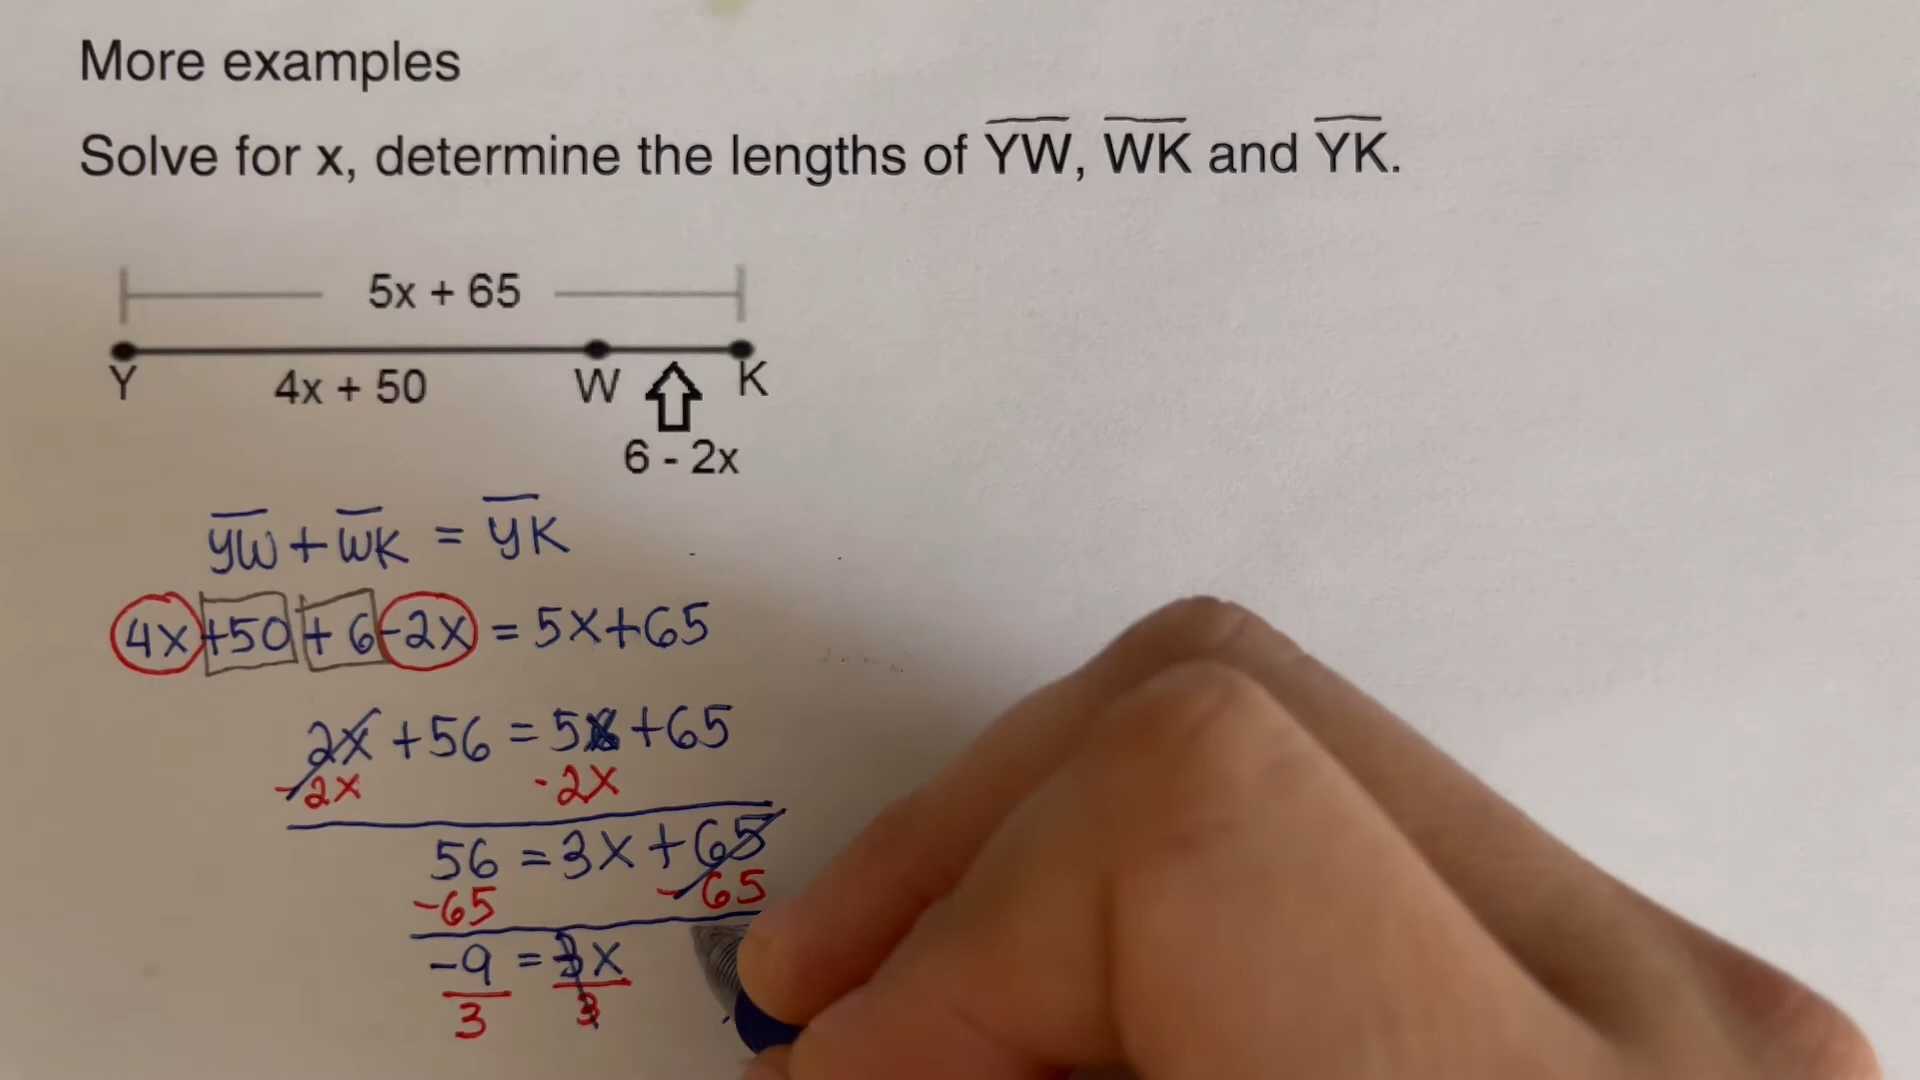 More examples
Solve for x, determine the lengths of YW, WK and YK.
5x + 65
Y 4x + 50 W K
6 - 2x
YW + WK = YK
4x +50 + 6 -2x = 5x+65
2x +56 = 5x +65
-2x -2x
56 = 3x + 65
-65 - 65
-9 = 3x
3 3